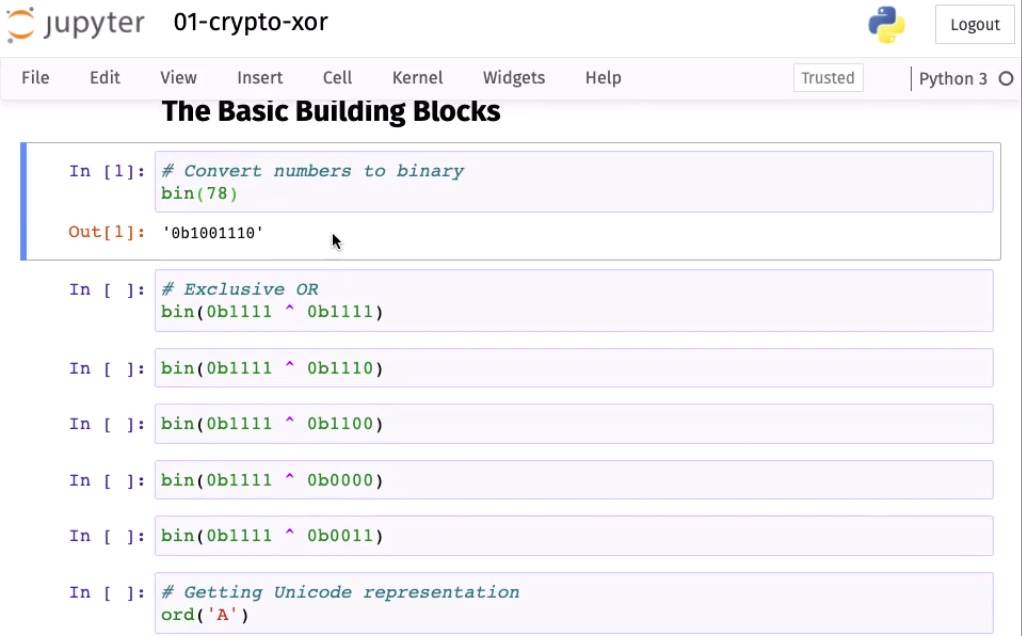 jupyter 01-crypto-xor Logout
File Edit View Insert Cell Kernel Widgets Help Trusted Python 3
The Basic Building Blocks
In [1]: # Convert numbers to binary
bin(78)
Out[1]: '0b1001110'
In [ ]: # Exclusive OR
bin(0b1111 ^ 0b1111)
In [ ]: bin(0b1111 ^ 0b1110)
In [ ]: bin(0b1111 ^ 0b1100)
In [ ]: bin(0b1111 ^ 0b0000)
In [ ]: bin(0b1111 ^ 0b0011)
In [ ]: # Getting Unicode representation
ord('A')